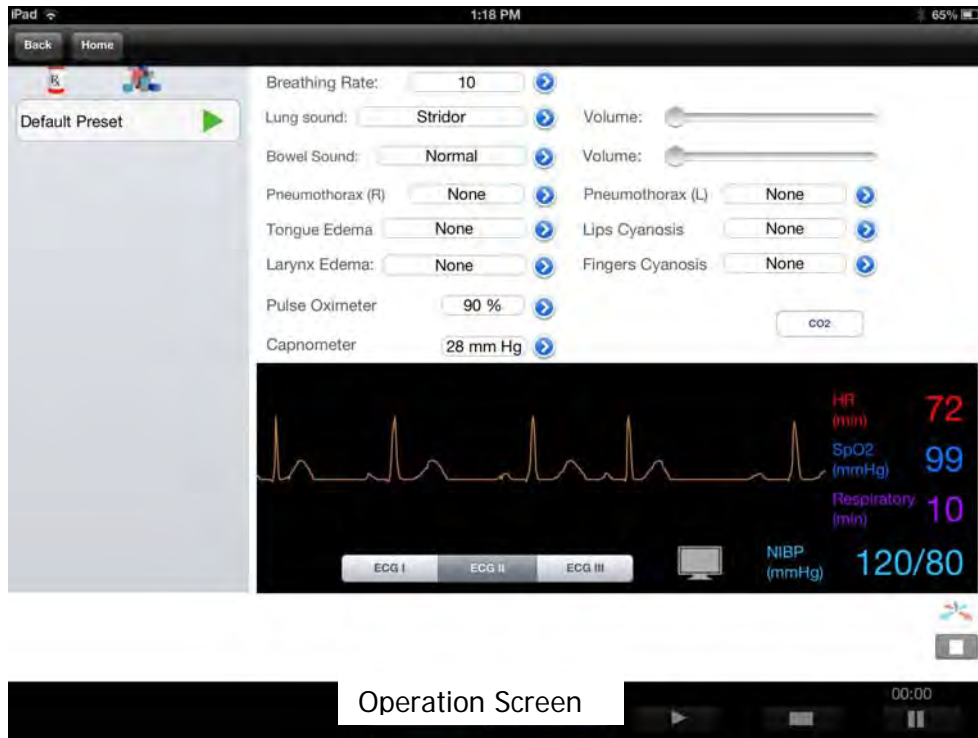 iPad 1:18 PM 65%
Back Home
Rx
Default Preset
Breathing Rate: 10
Lung sound: Stridor Volume:
Bowel Sound: Normal Volume:
Pneumothorax (R) None Pneumothorax (L) None
Tongue Edema None Lips Cyanosis None
Larynx Edema: None Fingers Cyanosis None
Pulse Oximeter 90 %
CO2
Capnometer 28 mm Hg
HR
(min) 72
SpO2
(mmHg) 99
Respiratory
(min) 10
ECG I ECG II ECG III
NIBP
(mmHg) 120/80
00:00
Operation Screen